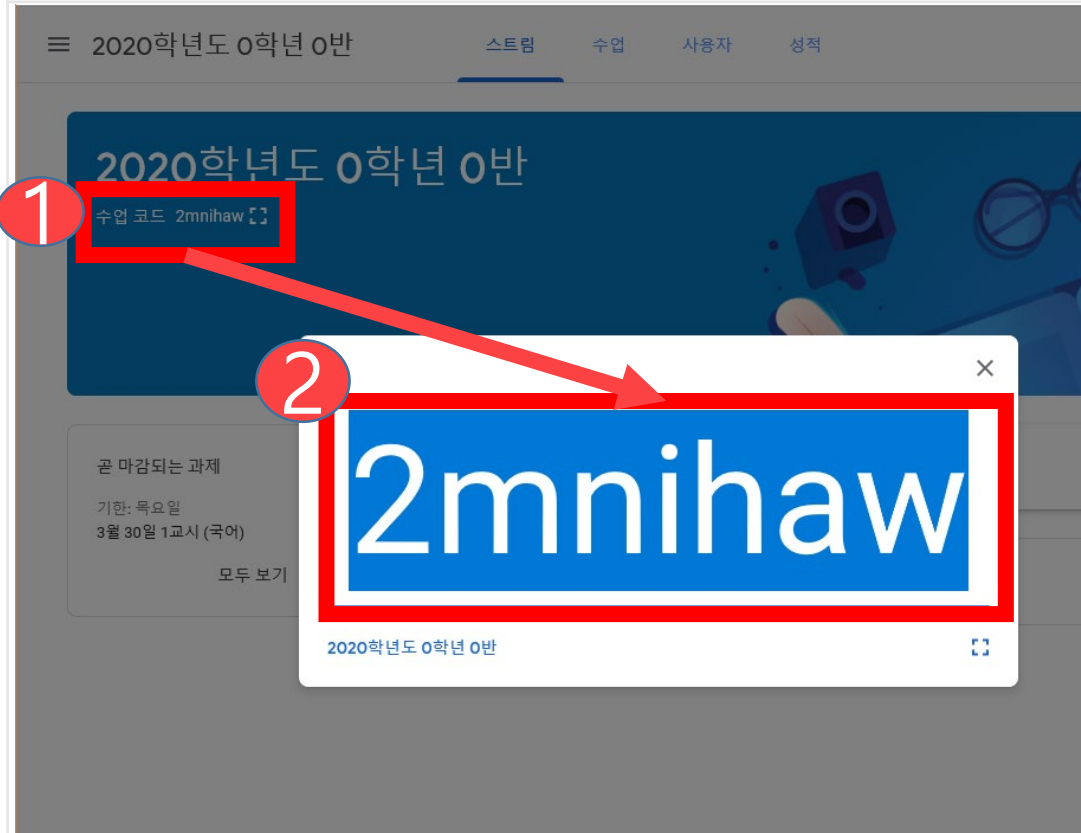 2020학년도 0학년 0반 스트림 수업 사용자 성적
2020학년도 0학년 0반
1
수업 코드 2mnihaw
2
2mnihaw
곧 마감되는 과제
기한: 목요일
3월 30일 1교시 (국어)
모두 보기
2020학년도 0학년 0반